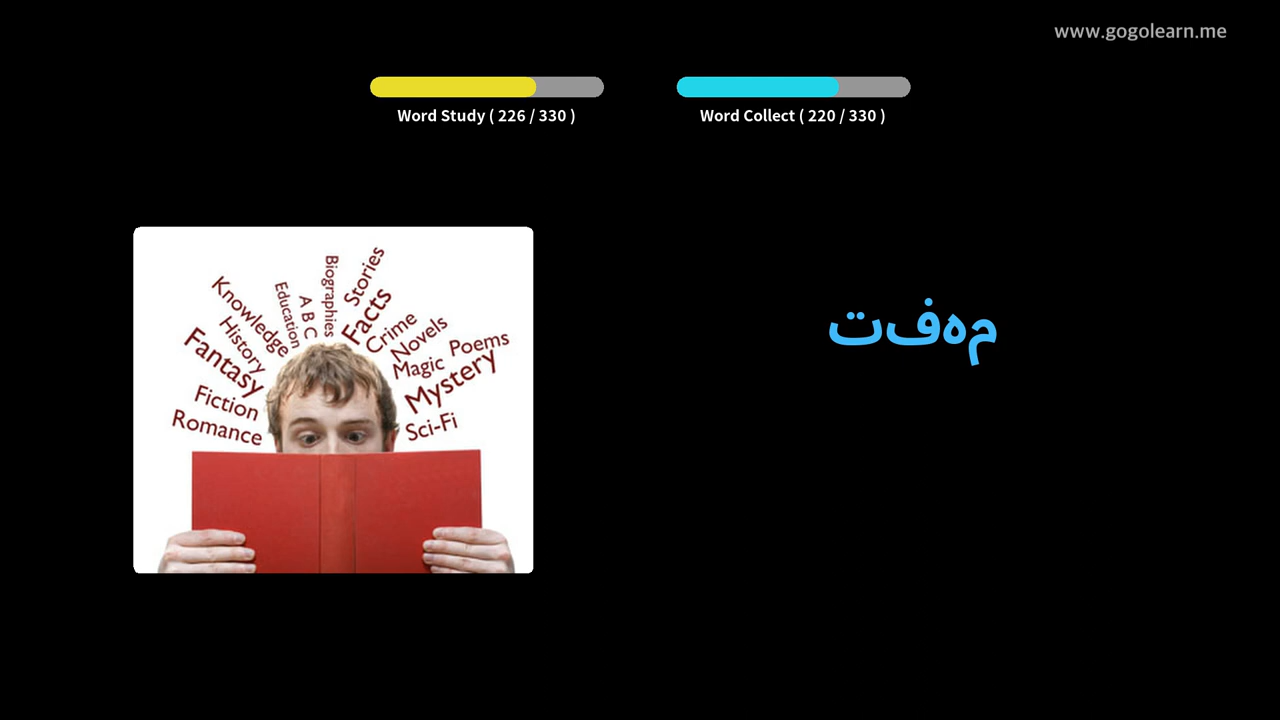 www.gogolearn.me
Word Study ( 226 / 330 )
Word Collect ( 220 / 330 )
Knowledge
History
Fantasy
Fiction
Romance
Education
A B C
Biographies
Stories
Facts
Crime
Novels
Magic
Poems
Mystery
Sci-Fi
مهفت